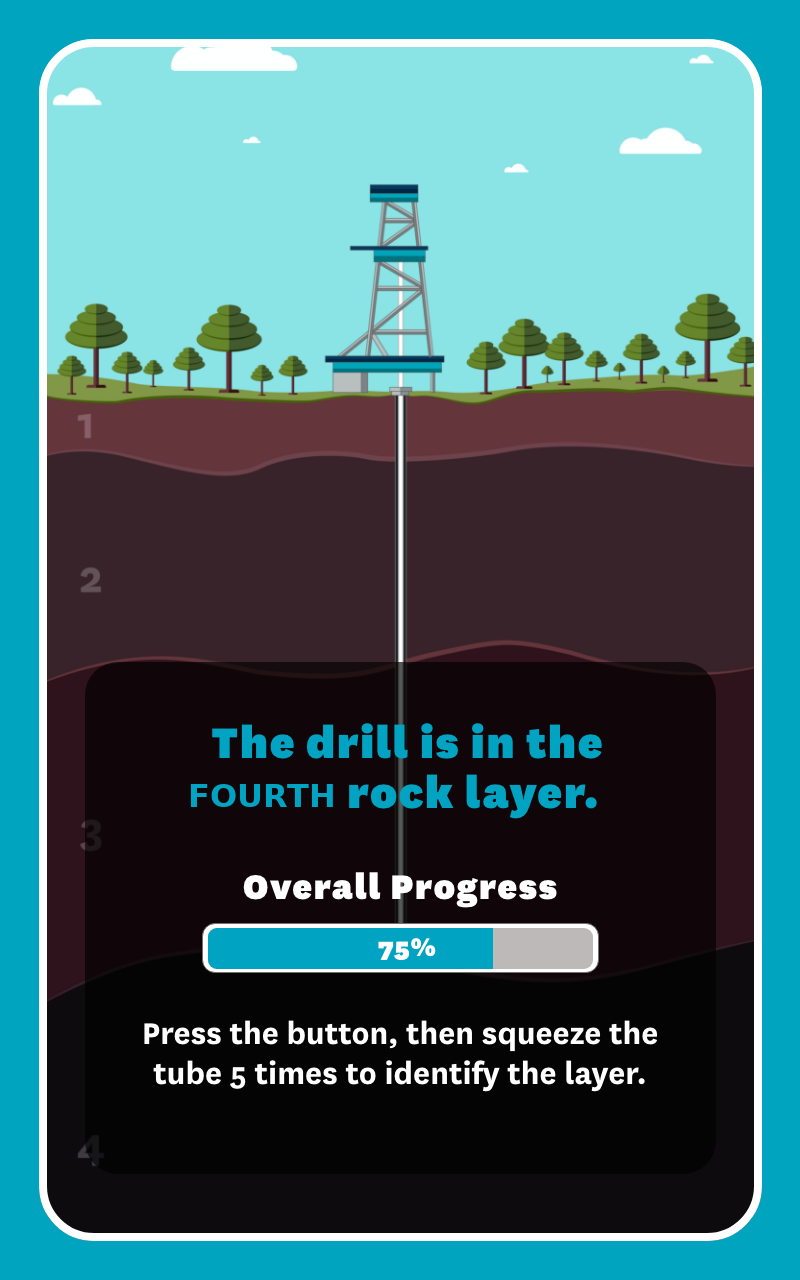 1
2
The drill is in the
FOURTH rock layer.
3
Overall Progress
75%
Press the button, then squeeze the
tube 5 times to identify the layer.
4